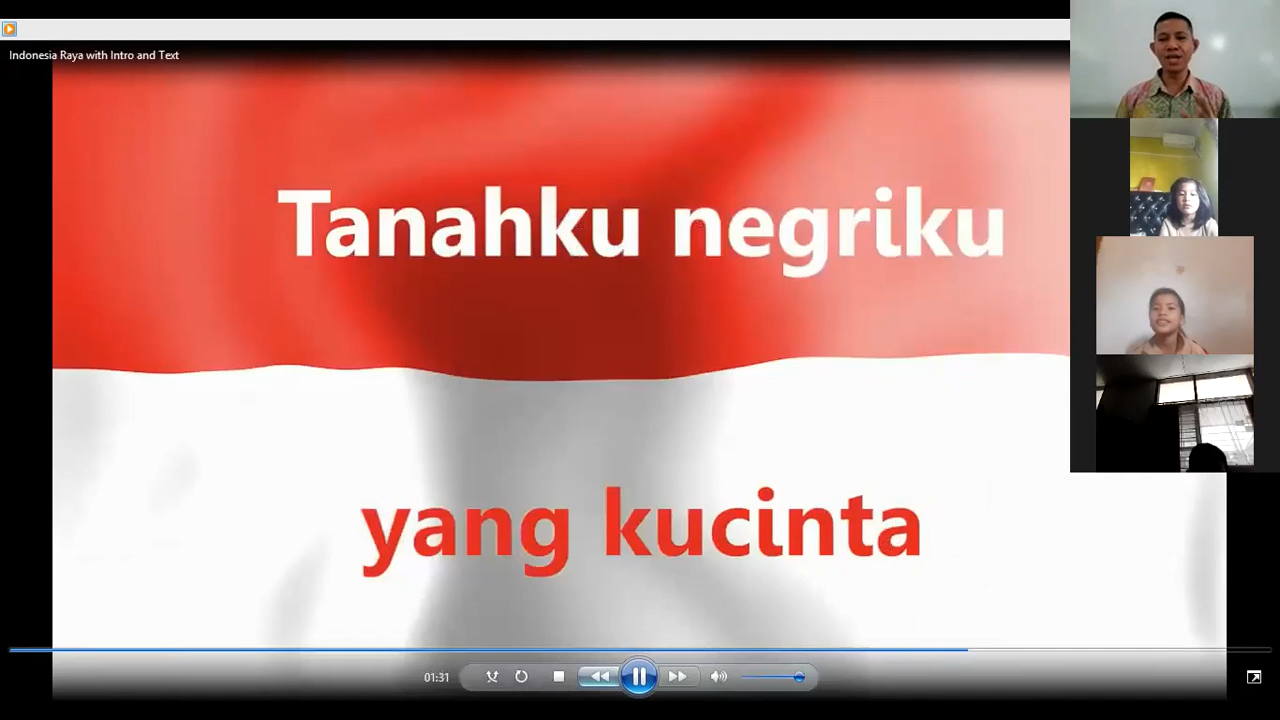 Indonesia Raya with Intro and Text
Tanahku negriku
yang kucinta
01:31